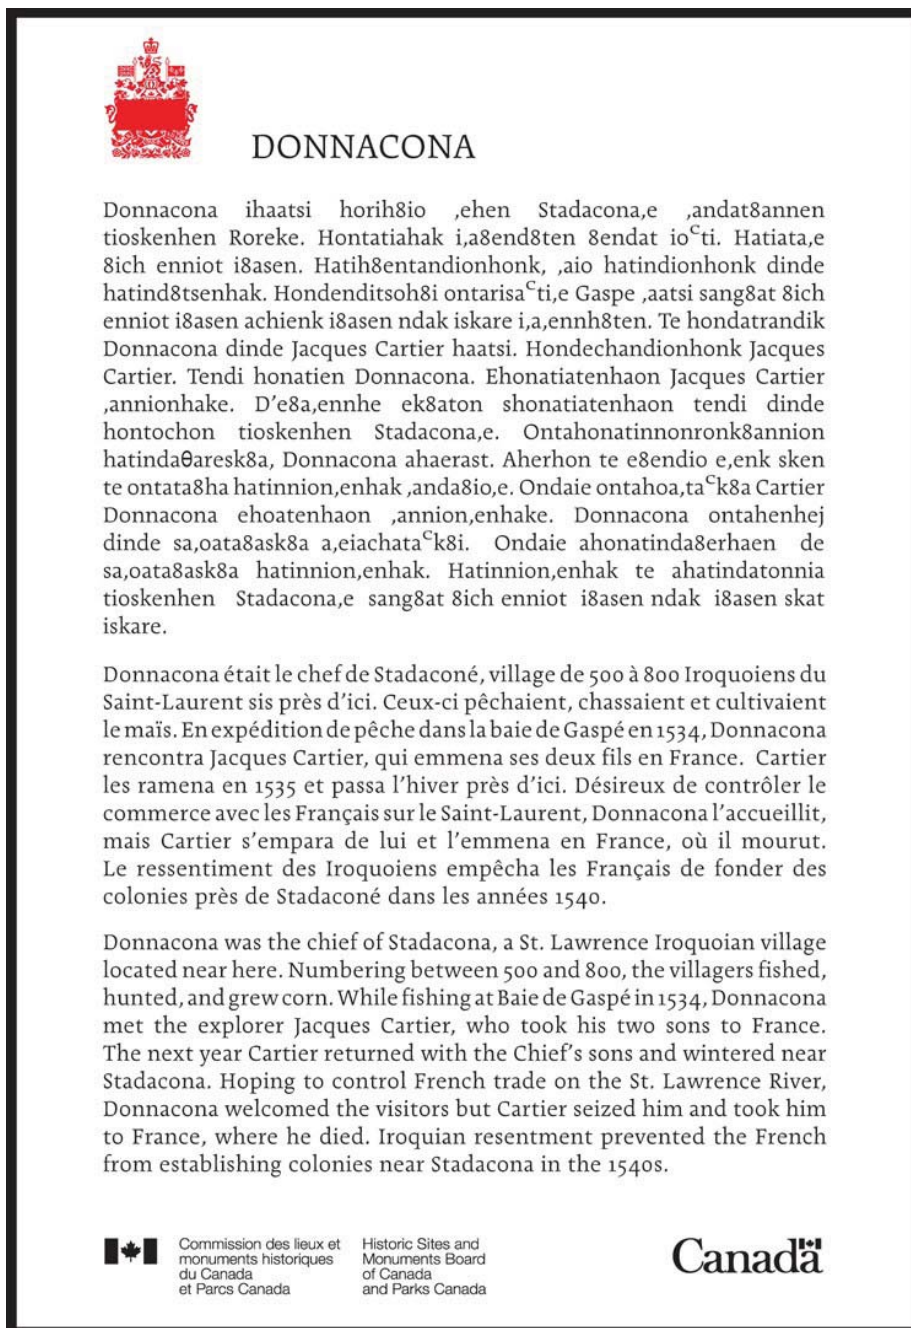 DONNACONA
Donnacona ihaatsi horih8io ,ehen Stadacona,e ,andat8annen
tioskenhen Roreke. Hontatiahak i,a8end8ten 8endat ioᶜti. Hatiata,e
8ich enniot i8asen. Hatih8entandionhonk, ,aio hatindionhonk dinde
hatind8tsenhak. Hondenditsoh8i ontarisaᶜti,e Gaspe ,aatsi sang8at 8ich
enniot i8asen achienk i8asen ndak iskare i,a,ennh8ten. Te hondatrandik
Donnacona dinde Jacques Cartier haatsi. Hondechandionhonk Jacques
Cartier. Tendi honatien Donnacona. Ehonatiatenhaon Jacques Cartier
,annionhake. D'e8a,ennhe ek8aton shonatiatenhaon tendi dinde
hontochon tioskenhen Stadacona,e. Ontahonatinnonronk8annion
hatindaθaresk8a, Donnacona ahaerast. Aherhon te e8endio e,enk sken
te ontata8ha hatinnion,enhak ,anda8io,e. Ondaie ontahoa,taᶜk8a Cartier
Donnacona ehoatenhaon ,annion,enhake. Donnacona ontahenhej
dinde sa,oata8ask8a a,eiachataᶜk8i. Ondaie ahonatinda8erhaen de
sa,oata8ask8a hatinnion,enhak. Hatinnion,enhak te ahatindatonnia
tioskenhen Stadacona,e sang8at 8ich enniot i8asen ndak i8asen skat
iskare.
Donnacona était le chef de Stadaconé, village de 500 à 800 Iroquoiens du
Saint-Laurent sis près d'ici. Ceux-ci pêchaient, chassaient et cultivaient
le maïs. En expédition de pêche dans la baie de Gaspé en 1534, Donnacona
rencontra Jacques Cartier, qui emmena ses deux fils en France. Cartier
les ramena en 1535 et passa l'hiver près d'ici. Désireux de contrôler le
commerce avec les Français sur le Saint-Laurent, Donnacona l'accueillit,
mais Cartier s'empara de lui et l'emmena en France, où il mourut.
Le ressentiment des Iroquoiens empêcha les Français de fonder des
colonies près de Stadaconé dans les années 1540.
Donnacona was the chief of Stadacona, a St. Lawrence Iroquoian village
located near here. Numbering between 500 and 800, the villagers fished,
hunted, and grew corn. While fishing at Baie de Gaspé in 1534, Donnacona
met the explorer Jacques Cartier, who took his two sons to France.
The next year Cartier returned with the Chief's sons and wintered near
Stadacona. Hoping to control French trade on the St. Lawrence River,
Donnacona welcomed the visitors but Cartier seized him and took him
to France, where he died. Iroquian resentment prevented the French
from establishing colonies near Stadacona in the 1540s.
Commission des lieux et
monuments historiques
du Canada
et Parcs Canada
Historic Sites and
Monuments Board
of Canada
and Parks Canada
Canada